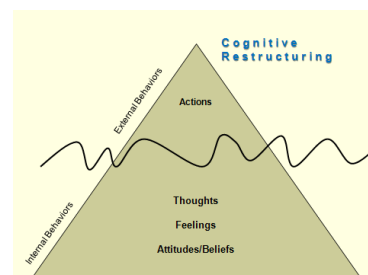 Cognitive
Restructuring
External Behaviors
Actions
Internal Behaviors
Thoughts
Feelings
Attitudes/Beliefs